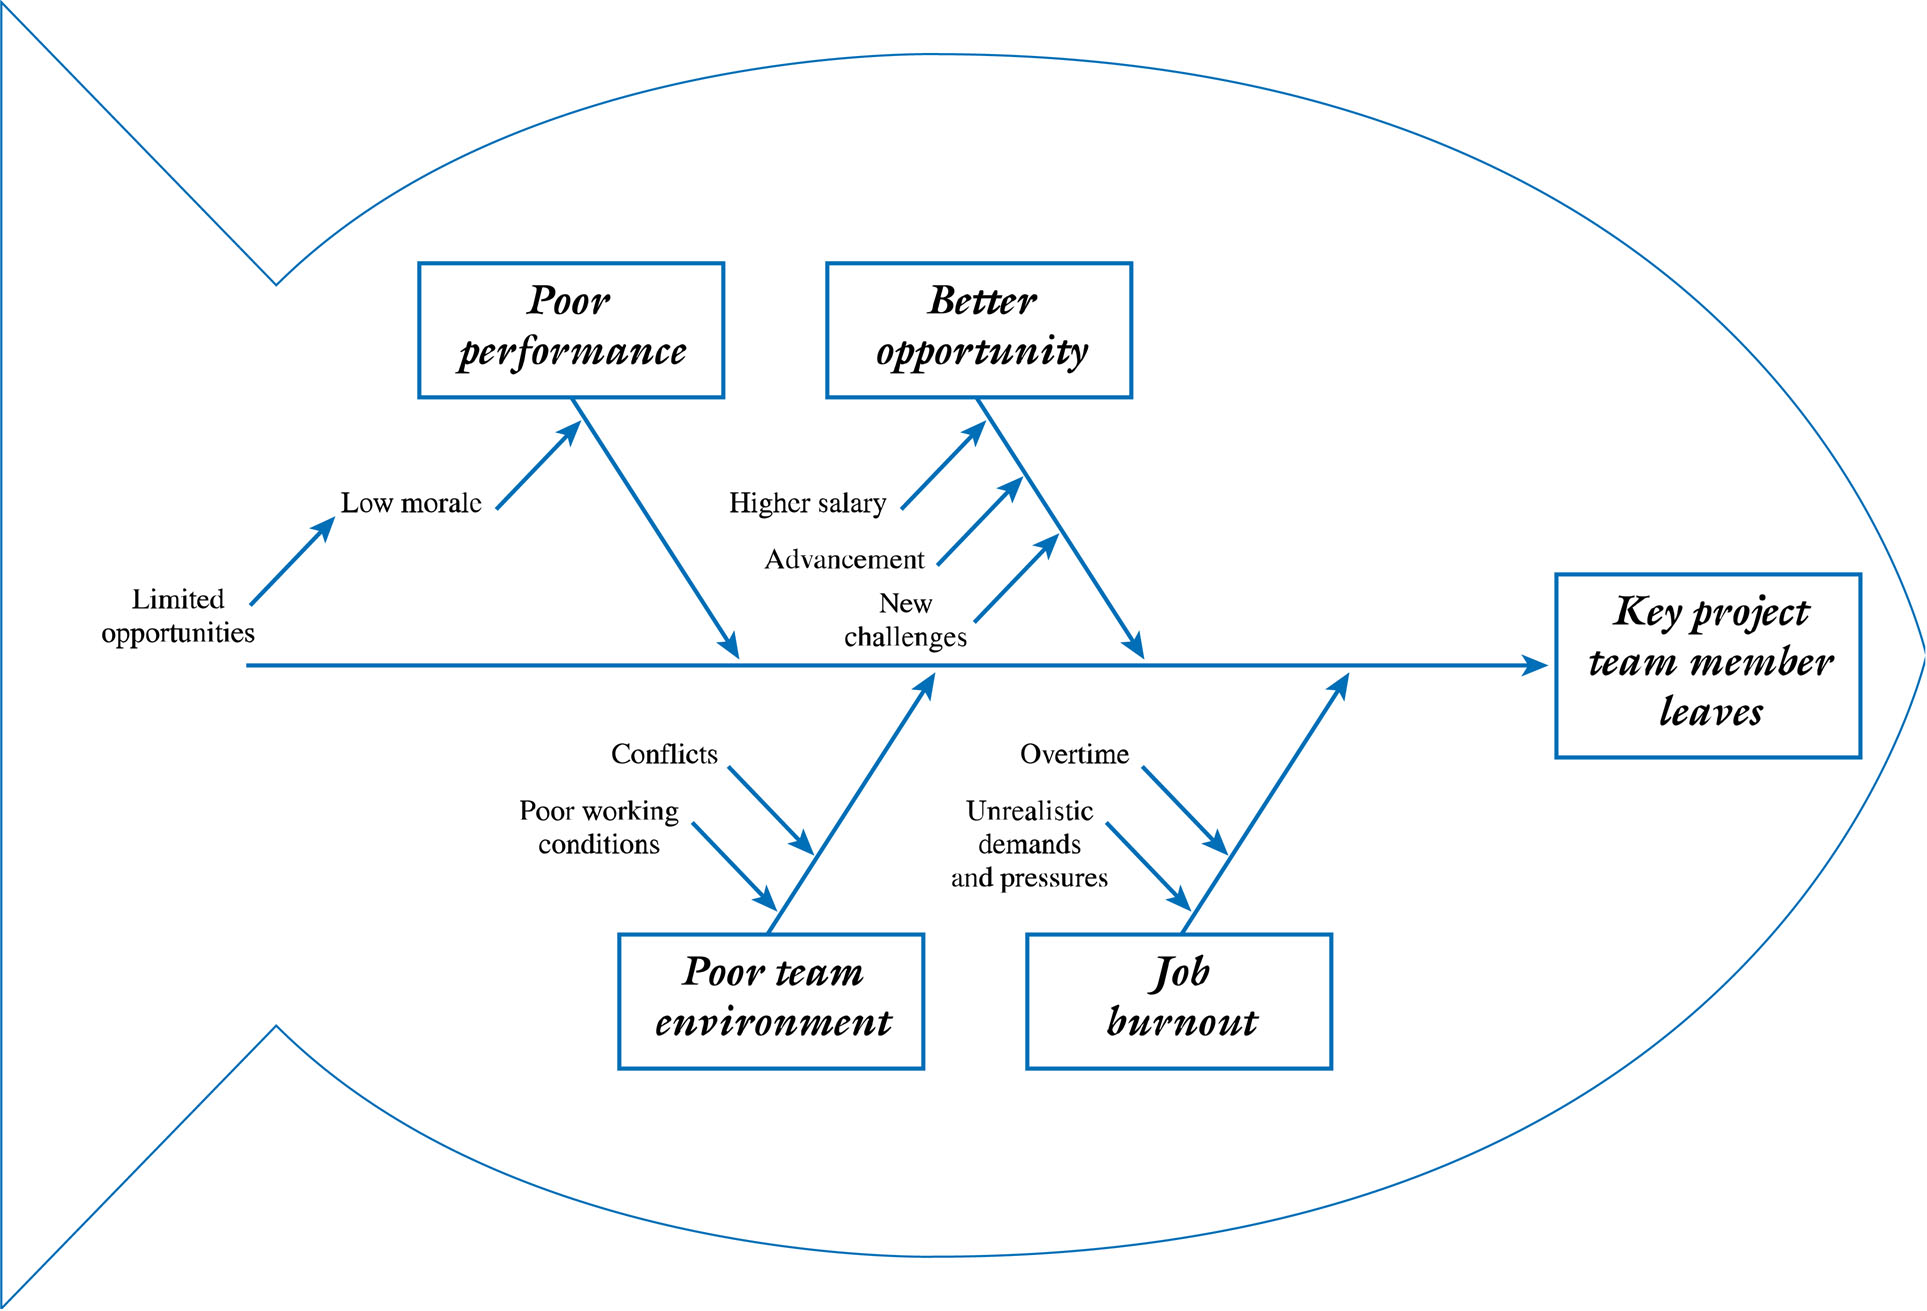 Poor
performance
Better
opportunity
Low morale
Higher salary
Advancement
Limited
opportunities
New
challenges
Key project
team member
leaves
Conflicts
Poor working
conditions
Overtime
Unrealistic
demands
and pressures
Poor team
environment
Job
burnout